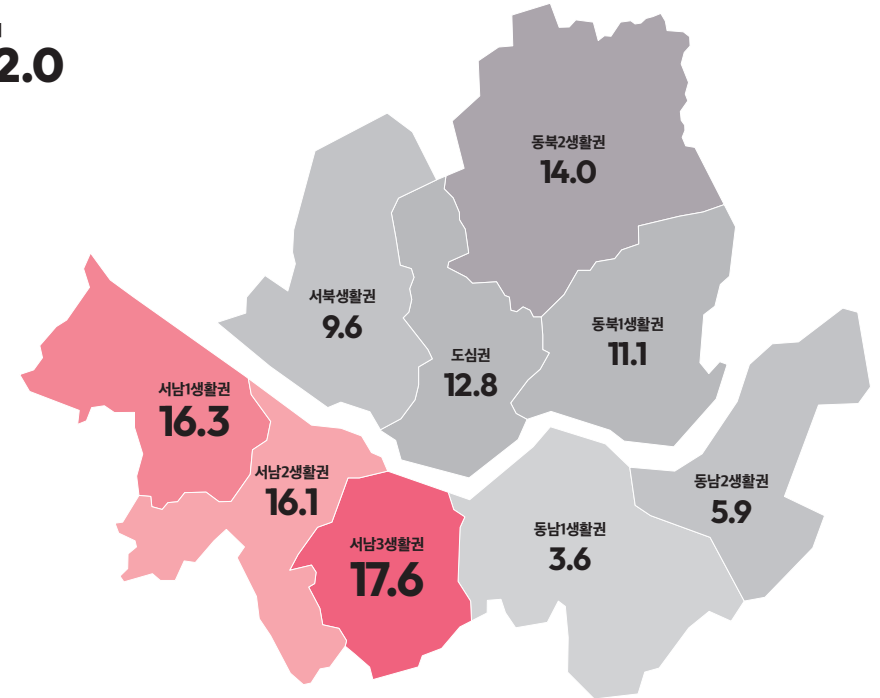 2.0
동북2생활권
14.0
서북생활권
9.6
도심권
12.8
동북1생활권
11.1
서남1생활권
16.3
서남2생활권
16.1
서남3생활권
17.6
동남1생활권
3.6
동남2생활권
5.9